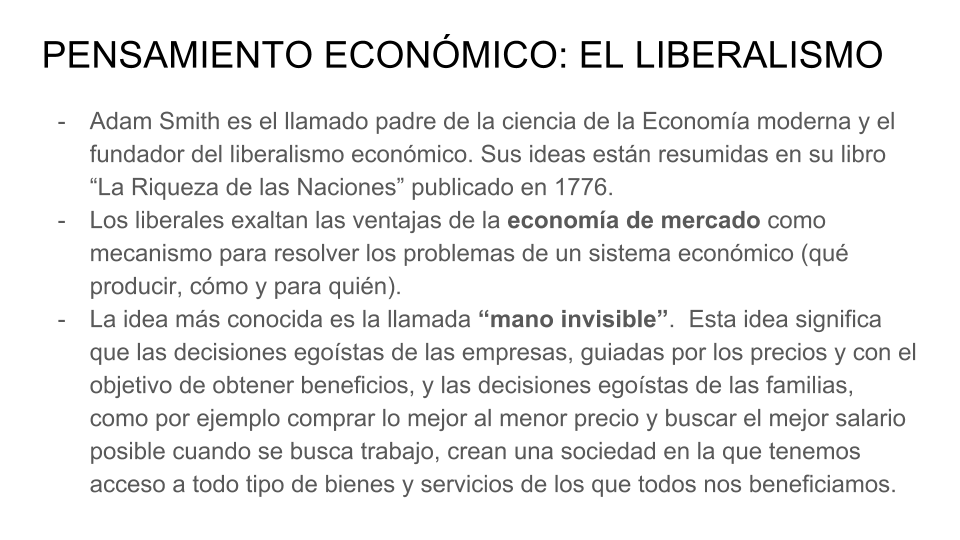 PENSAMIENTO ECONÓMICO: EL LIBERALISMO
- Adam Smith es el llamado padre de la ciencia de la Economía moderna y el
fundador del liberalismo económico. Sus ideas están resumidas en su libro
“La Riqueza de las Naciones” publicado en 1776.
- Los liberales exaltan las ventajas de la economía de mercado como
mecanismo para resolver los problemas de un sistema económico (qué
producir, cómo y para quién).
- La idea más conocida es la llamada “mano invisible”.  Esta idea significa
que las decisiones egoístas de las empresas, guiadas por los precios y con el
objetivo de obtener beneficios, y las decisiones egoístas de las familias,
como por ejemplo comprar lo mejor al menor precio y buscar el mejor salario
posible cuando se busca trabajo, crean una sociedad en la que tenemos
acceso a todo tipo de bienes y servicios de los que todos nos beneficiamos.